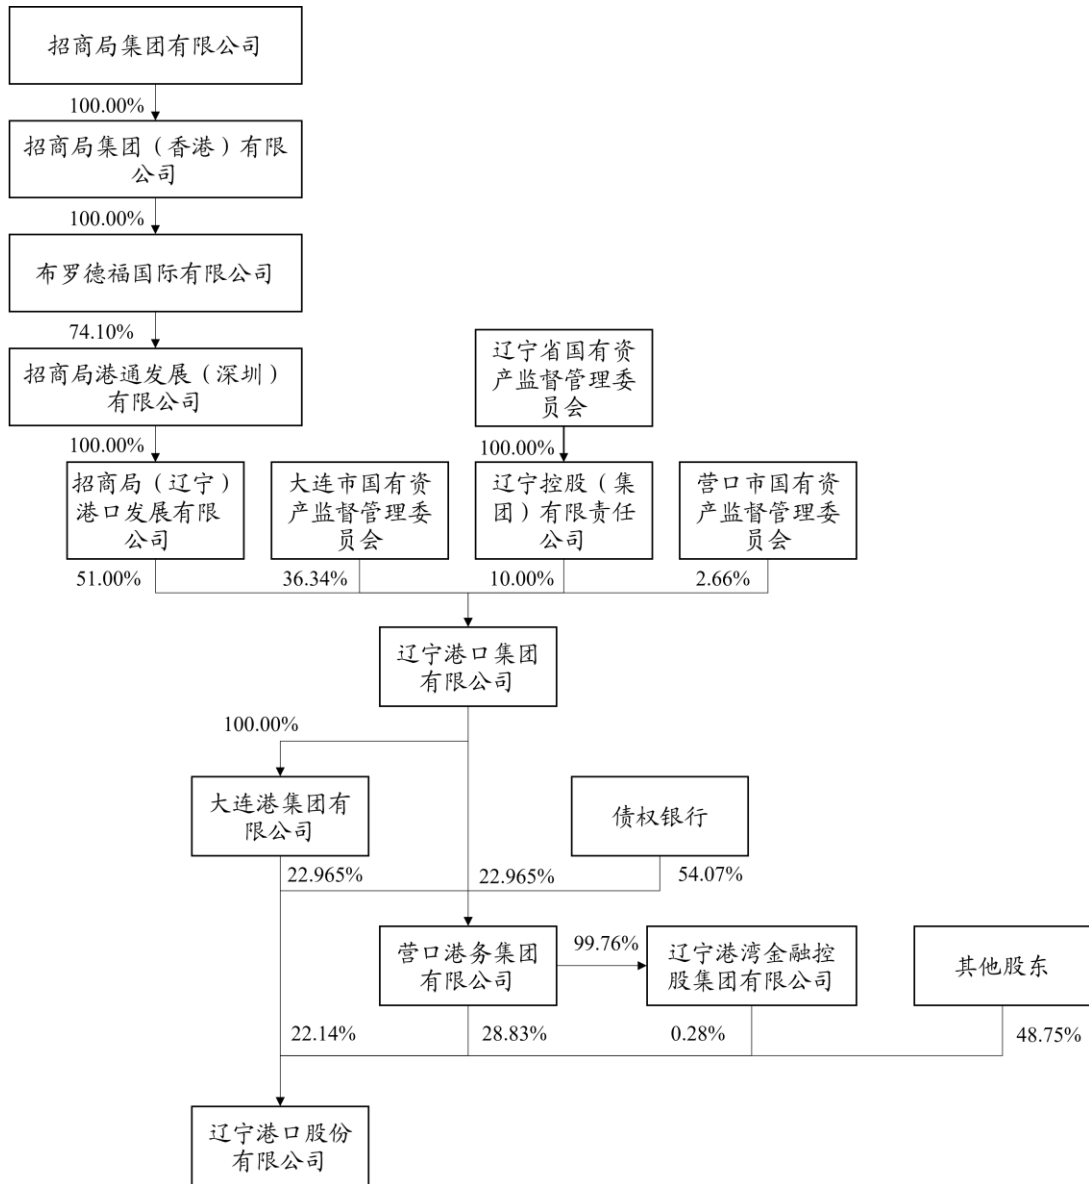 招商局集团有限公司
100.00%
招商局集团（香港）有限
公司
100.00%
布罗德福国际有限公司
74.10%
招商局港通发展（深圳）
有限公司
辽宁省国有资
产监督管理委
员会
100.00%
100.00%
招商局（辽宁）
港口发展有限
公司
大连市国有资
产监督管理委
员会
辽宁控股（集
团）有限责任
公司
营口市国有资
产监督管理委
员会
51.00%
36.34%
10.00%
2.66%
辽宁港口集团
有限公司
100.00%
大连港集团有
限公司
债权银行
22.965%
22.965%
54.07%
营口港务集团
有限公司
99.76%
辽宁港湾金融控
股集团有限公司
其他股东
22.14%
28.83%
0.28%
48.75%
辽宁港口股份
有限公司